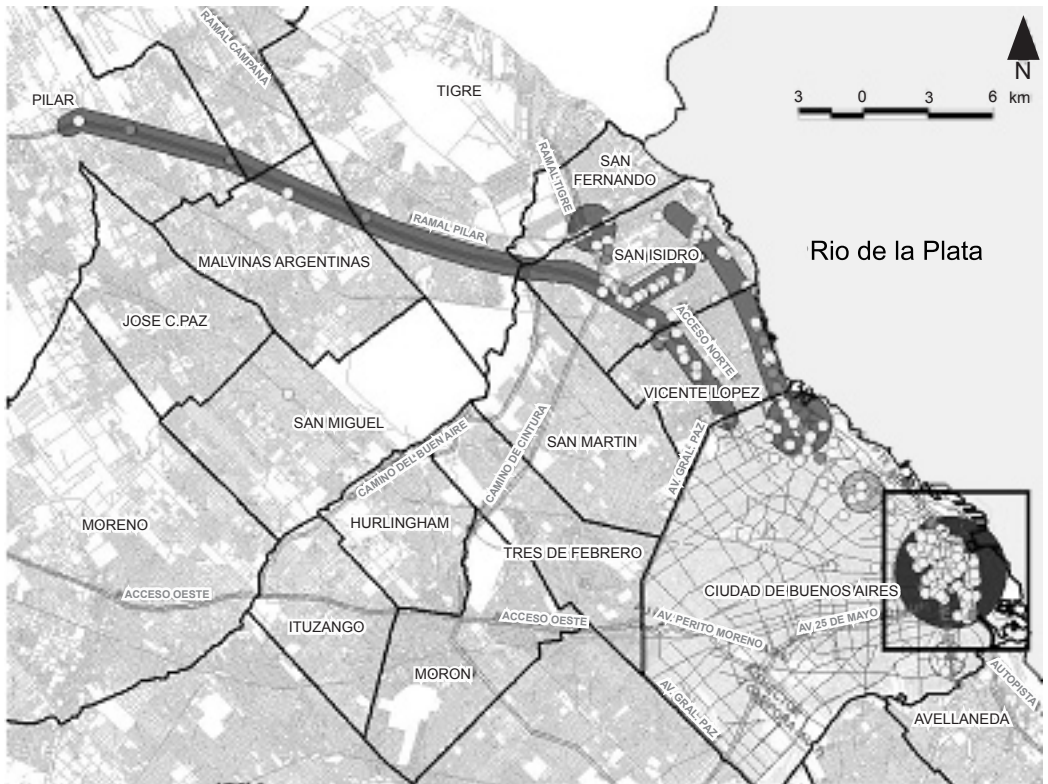 RAMAL CAMPANA
N
TIGRE
PILAR
3 0 3 6 km
RAMAL TIGRE
SAN
FERNANDO
RAMAL PILAR
SAN ISIDRO
Rio de la Plata
MALVINAS ARGENTINAS
JOSE C.PAZ
ACCESO NORTE
VICENTE LOPEZ
SAN MIGUEL
SAN MARTIN
CAMINO DEL BUEN AIRE
CAMINO DE CINTURA
AV. GRAL. PAZ
MORENO
HURLINGHAM
TRES DE FEBRERO
CIUDAD DE BUENOS AIRES
ACCESO OESTE
ACCESO OESTE
AV. PERITO MORENO
AV 25 DE MAYO
ITUZANGO
MORON
AV GRAL. PAZ
AUTOPISTA
AVELLANEDA